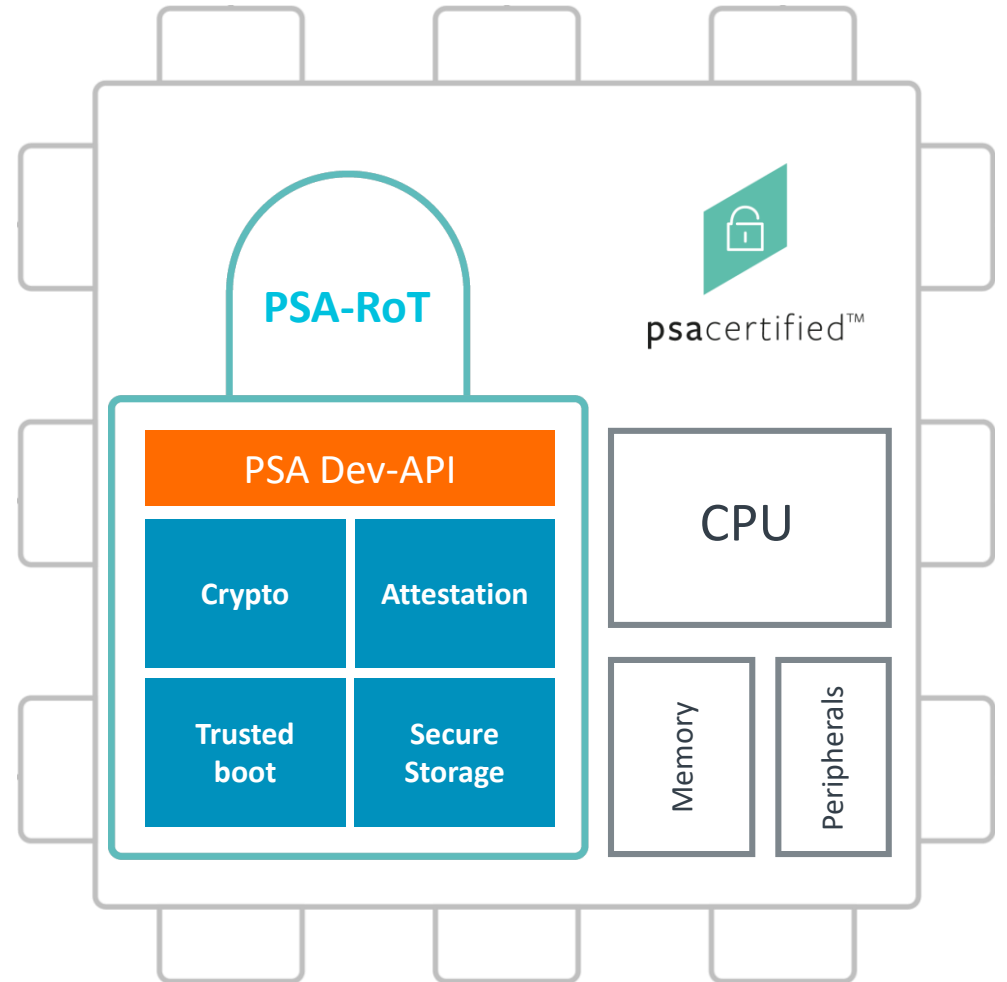 PSA-RoT
psacertified™
PSA Dev-API
Crypto
Attestation
Trusted
boot
Secure
Storage
CPU
Memory
Peripherals